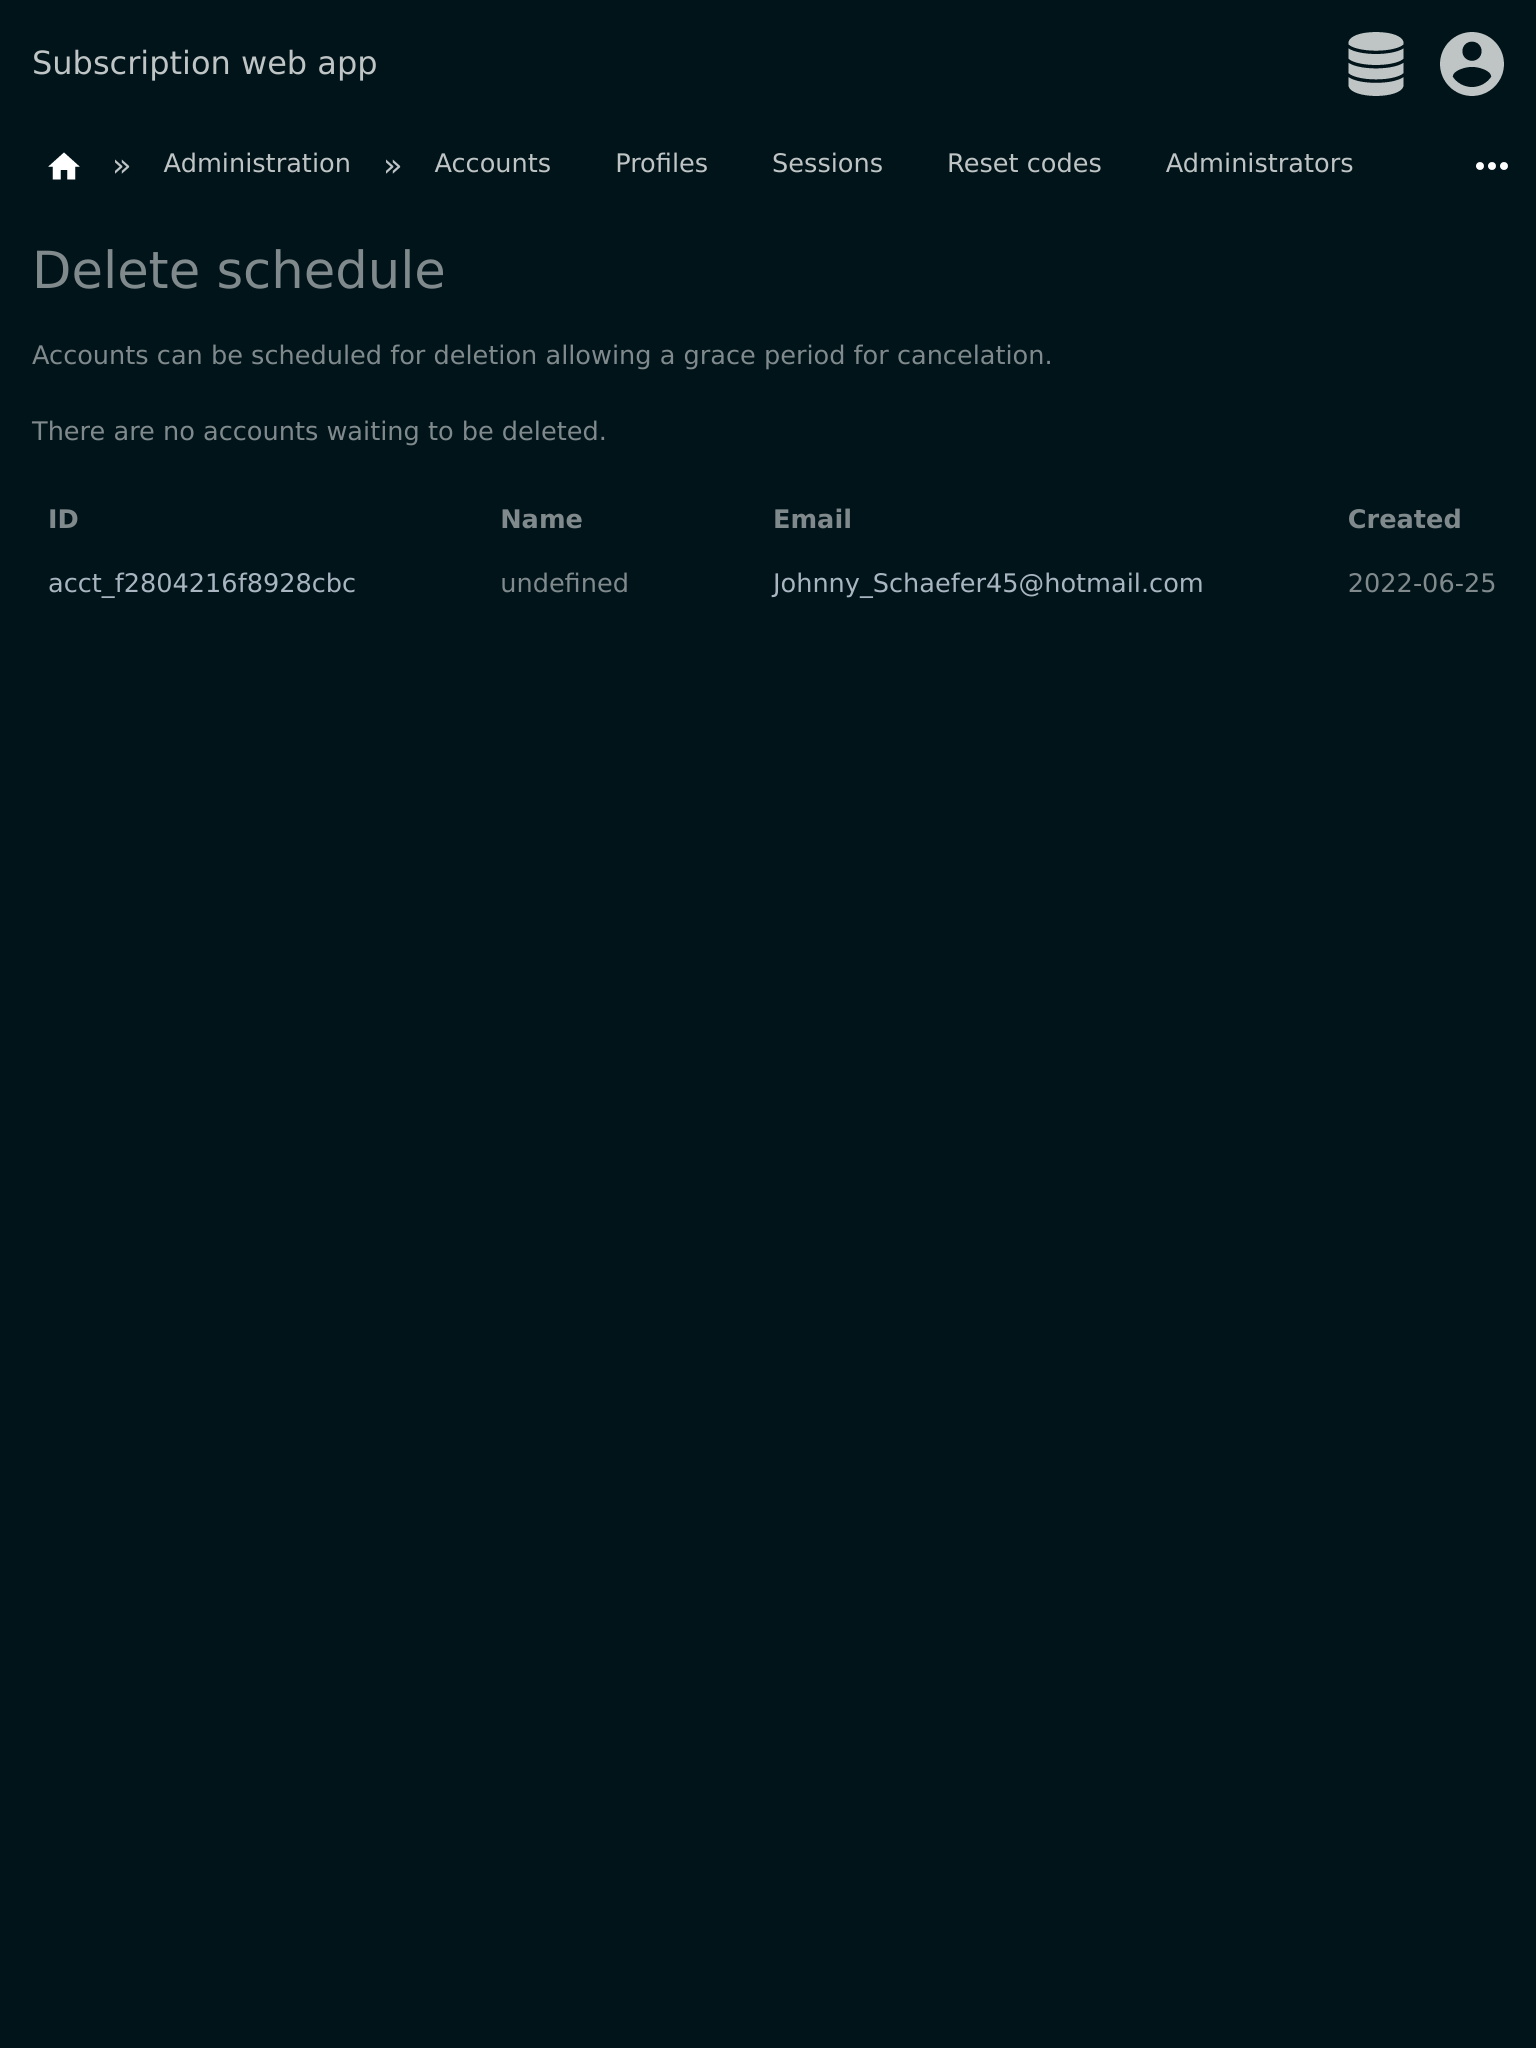 Subscription web app
» Administration » Accounts Profiles Sessions Reset codes Administrators
Delete schedule
Accounts can be scheduled for deletion allowing a grace period for cancelation.
There are no accounts waiting to be deleted.
ID Name Email Created
acct_f2804216f8928cbc undefined Johnny_Schaefer45@hotmail.com 2022-06-25